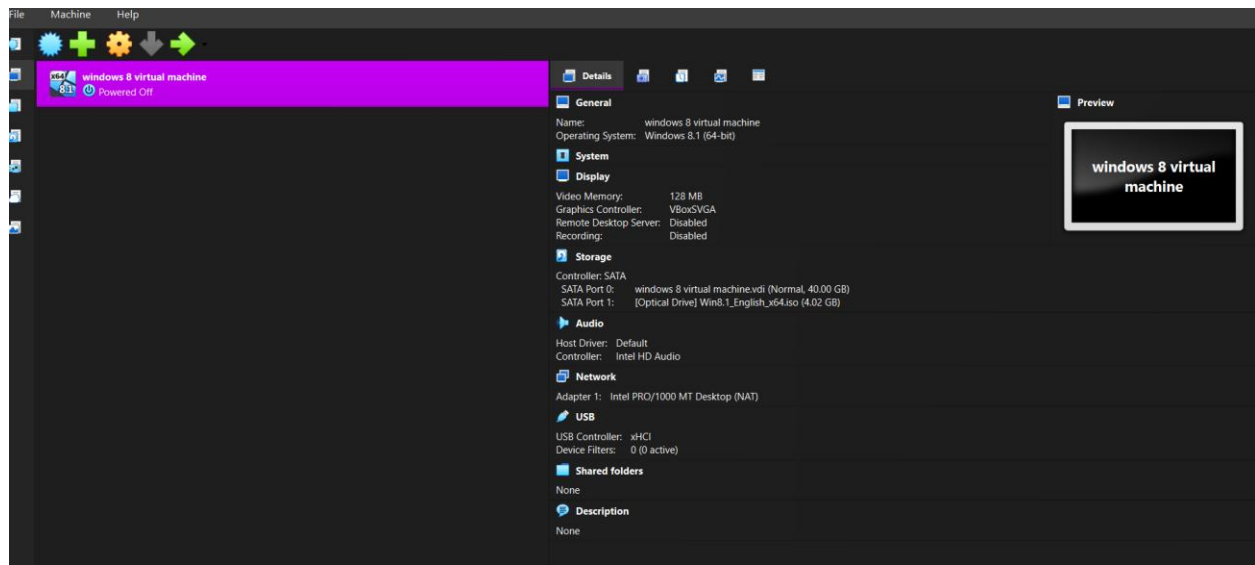 File Machine Help
windows 8 virtual machine
x64
8.1
Powered Off
Details
General
Name: windows 8 virtual machine
Operating System: Windows 8.1 (64-bit)
System
Display
Video Memory: 128 MB
Graphics Controller: VBoxSVGA
Remote Desktop Server: Disabled
Recording: Disabled
Storage
Controller: SATA
SATA Port 0: windows 8 virtual machine.vdi (Normal, 40.00 GB)
SATA Port 1: [Optical Drive] Win8.1_English_x64.iso (4.02 GB)
Audio
Host Driver: Default
Controller: Intel HD Audio
Network
Adapter 1: Intel PRO/1000 MT Desktop (NAT)
USB
USB Controller: xHCI
Device Filters: 0 (0 active)
Shared folders
None
Description
None
Preview
windows 8 virtual
machine